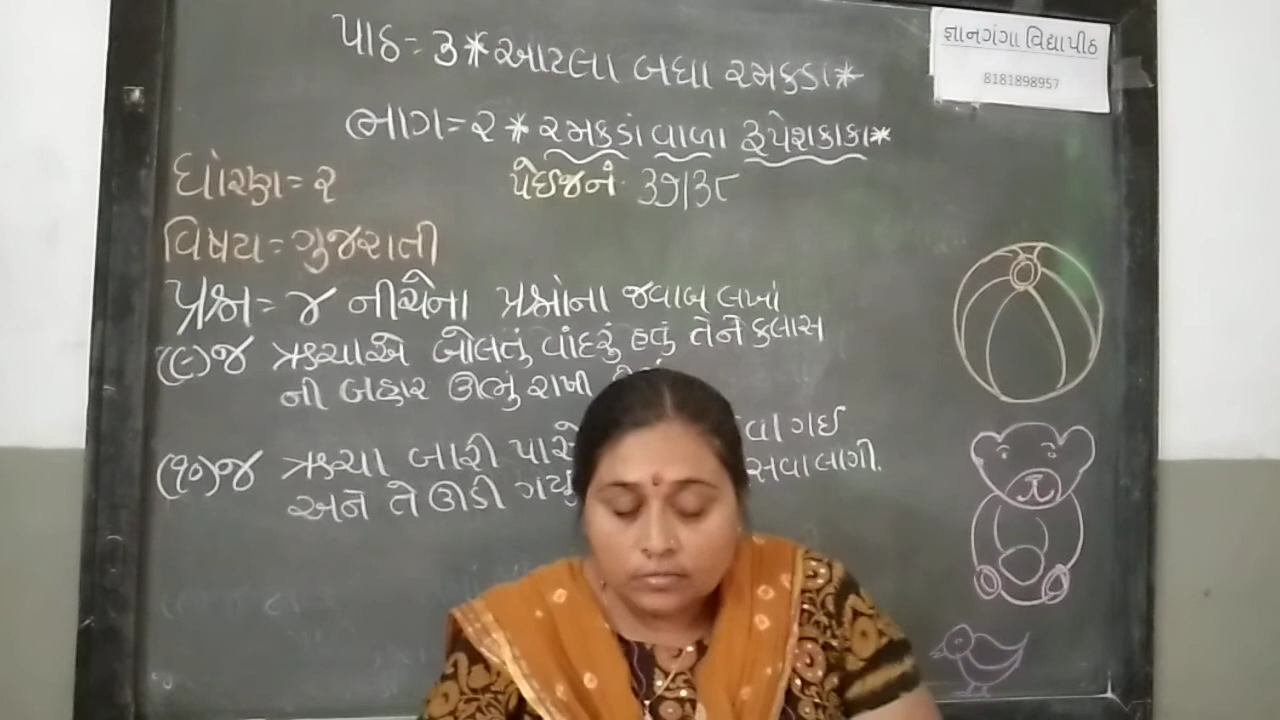 પાઠ = ૩ * આટલા બધા રમકડા *
જ્ઞાનગંગા વિદ્યાપીઠ
8181898957
ભાગ = ૨ * રમકડાં વાળા રૂપેશકાકા *
ધોરણ = ૨
પેઈજનં. ૩૭/૩૮
વિષય = ગુજરાતી
પ્રશ્ન = ૪ નીચેના પ્રશ્નોના જવાબ લખો
(૯)જ ઋચાએ બોલતું વાંદરું હતું તેને ક્લાસ
ની બહાર ઊભું રાખી
(૧૦)જ ઋચા બારી પાસે ગઈ
અને તે ઊડી ગયું લાગી.